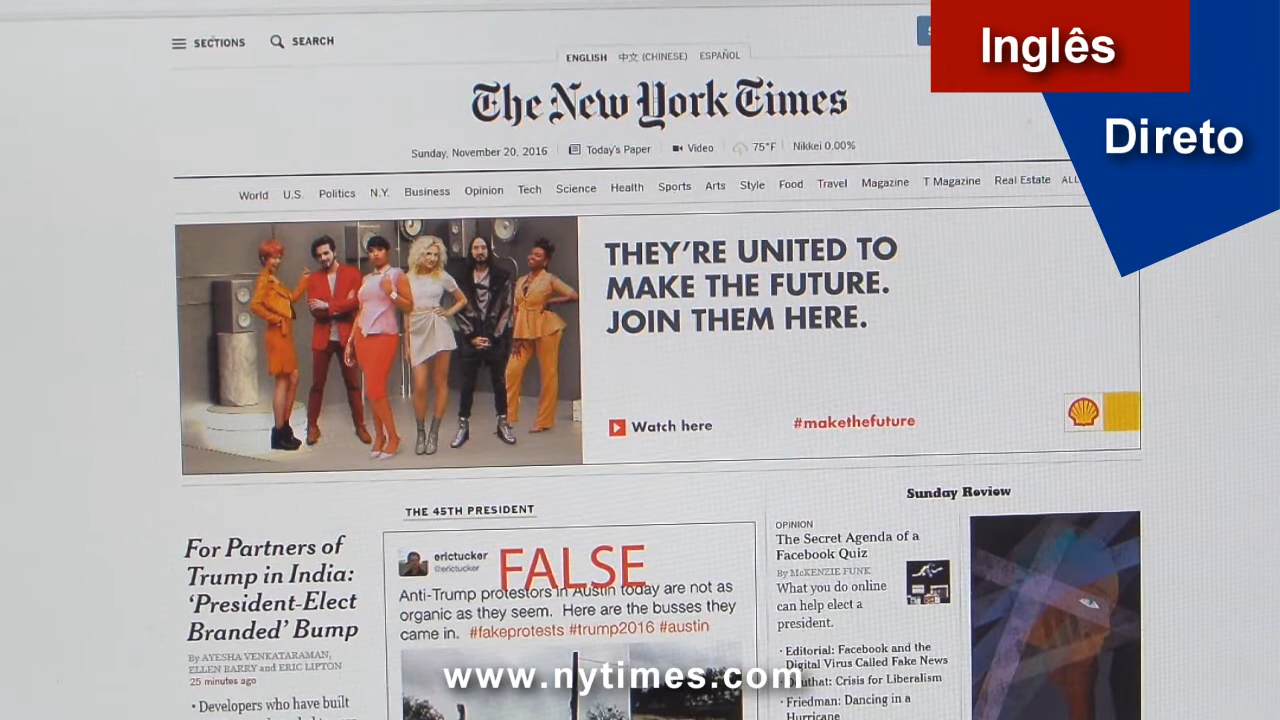 SECTIONS SEARCH
Inglês
Direto
ENGLISH 中文 (CHINESE) ESPAÑOL
The New York Times
Sunday, November 20, 2016 Today's Paper Video 75°F Nikkei 0.00%
World U.S. Politics N.Y. Business Opinion Tech Science Health Sports Arts Style Food Travel Magazine T Magazine Real Estate ALL
THEY'RE UNITED TO
MAKE THE FUTURE.
JOIN THEM HERE.
Watch here #makethefuture
For Partners of
Trump in India:
‘President-Elect
Branded’ Bump
By AYESHA VENKATARAMAN,
ELLEN BARRY and ERIC LIPTON
25 minutes ago
· Developers who have built
THE 45TH PRESIDENT
erictucker
@erictucker
FALSE
Anti-Trump protestors in Austin today are not as
organic as they seem. Here are the busses they
came in. #fakeprotests #trump2016 #austin
Sunday Review
OPINION
The Secret Agenda of a
Facebook Quiz
By McKENZIE FUNK
What you do online
can help elect a
president.
· Editorial: Facebook and the
Digital Virus Called Fake News
Crisis for Liberalism
· Friedman: Dancing in a
Hurricane
www.nytimes.com